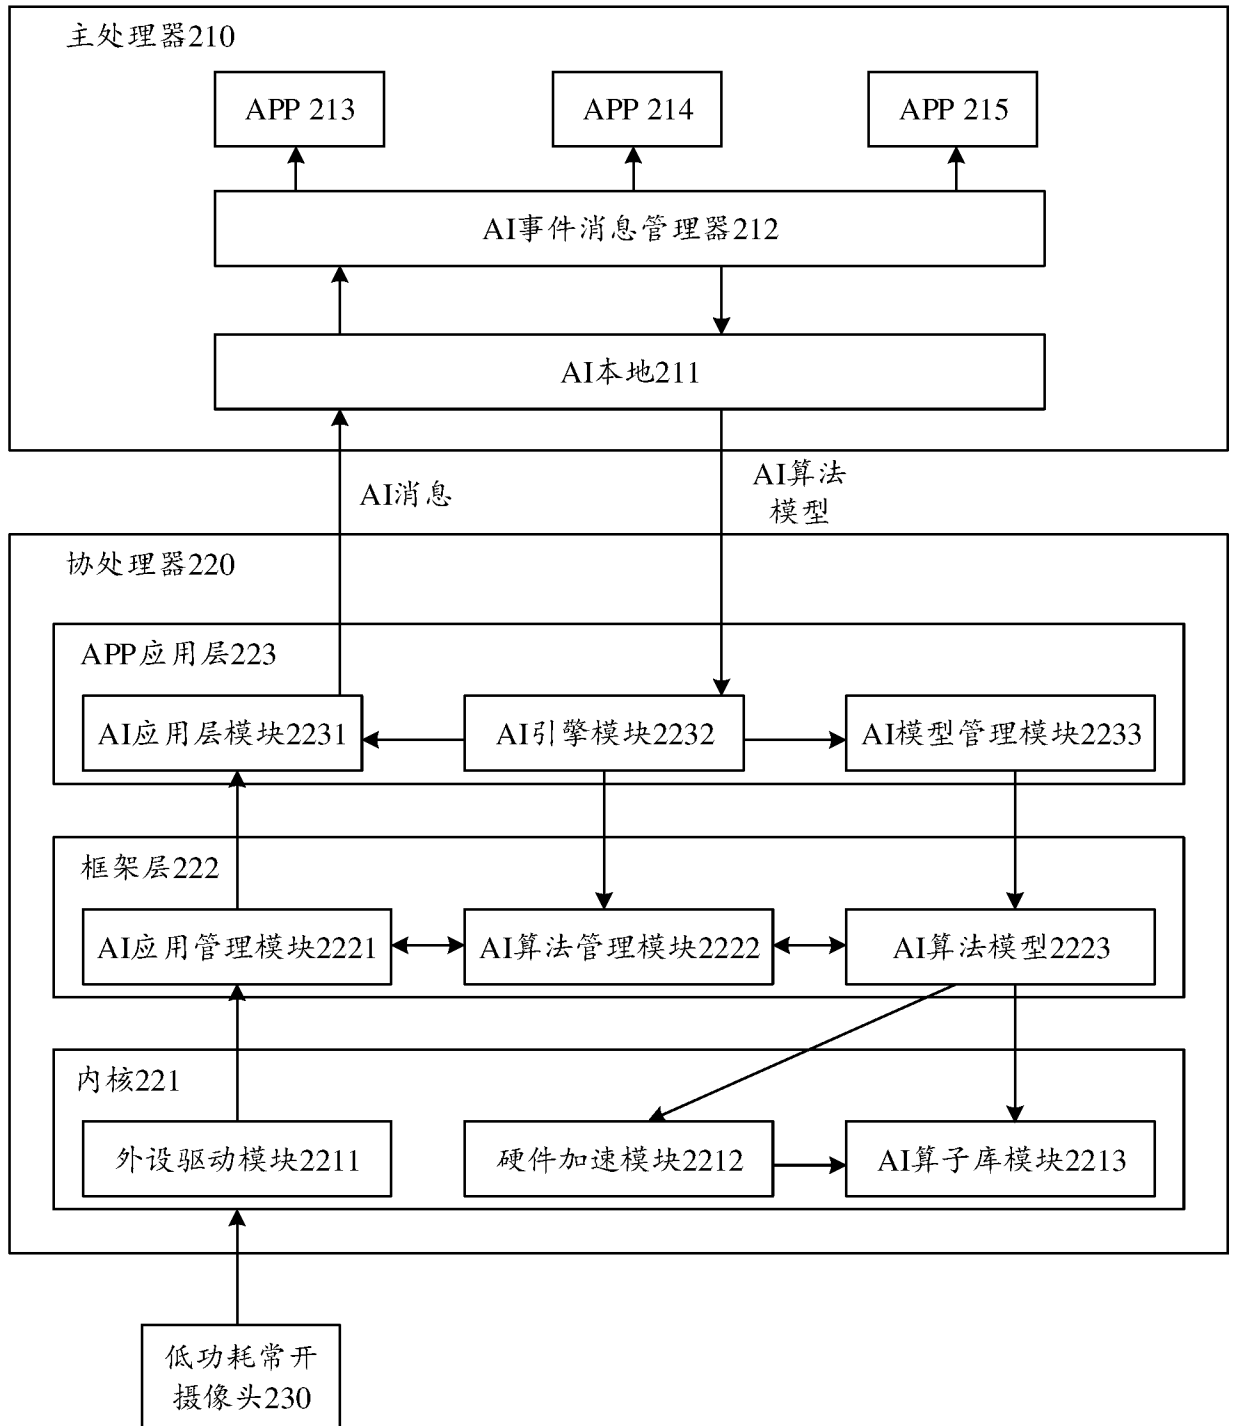 主处理器210
APP 213
APP 214
APP 215
AI事件消息管理器212
AI本地211
AI消息
AI算法
模型
协处理器220
APP应用层223
AI应用层模块2231
AI引擎模块2232
AI模型管理模块2233
框架层222
AI应用管理模块2221
AI算法管理模块2222
AI算法模型2223
内核221
外设驱动模块2211
硬件加速模块2212
AI算子库模块2213
低功耗常开
摄像头230